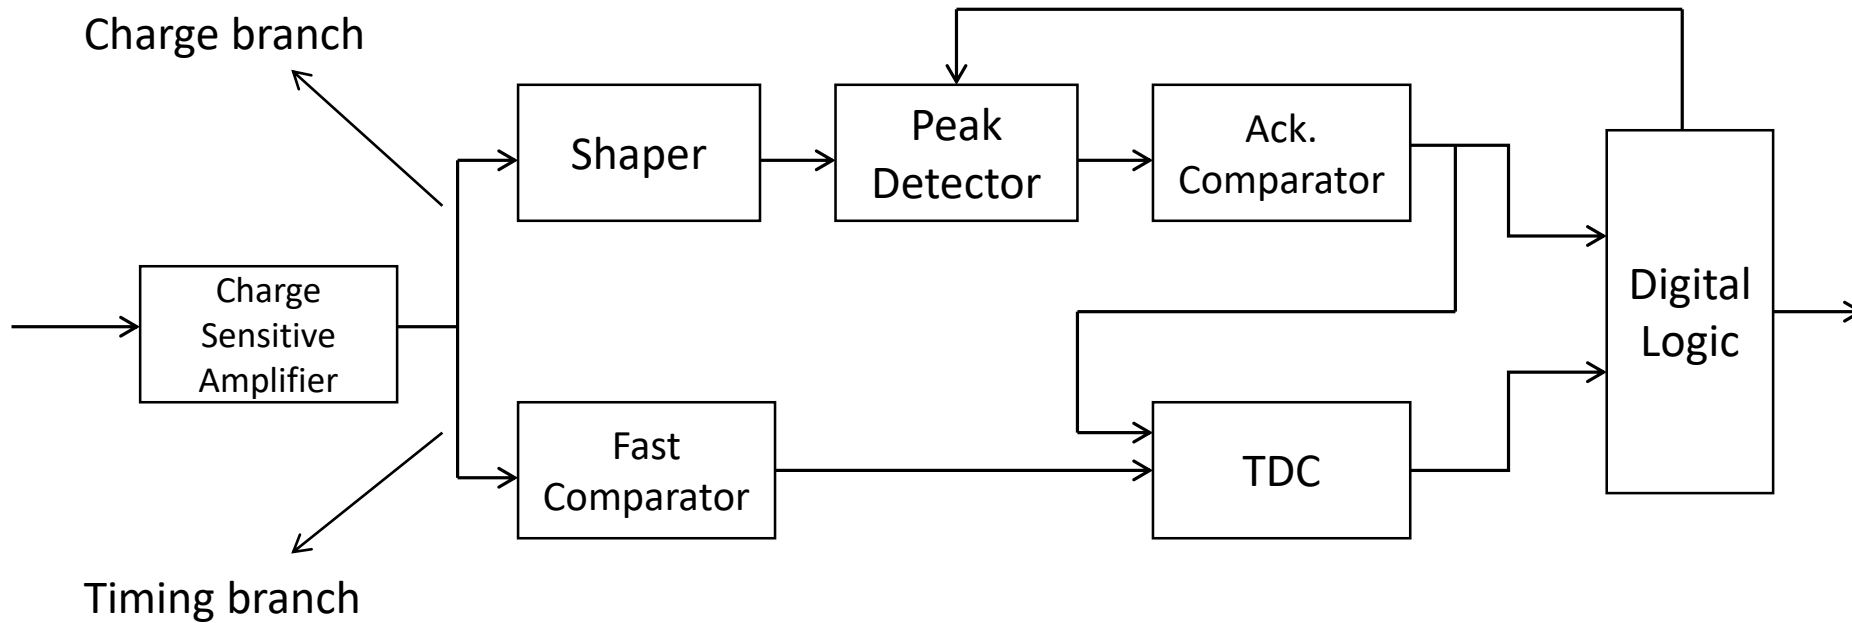 Charge branch
Shaper
Peak
Detector
Ack.
Comparator
Charge
Sensitive
Amplifier
Digital
Logic
Fast
Comparator
TDC
Timing branch